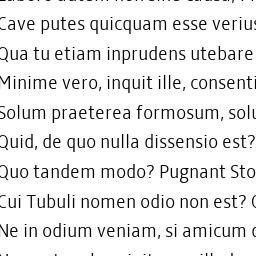 Cave putes quicquam esse verius
Qua tu etiam inprudens utebare
Minime vero, inquit ille, consenti
Solum praeterea formosum, solu
Quid, de quo nulla dissensio est?
Quo tandem modo? Pugnant Sto
Cui Tubuli nomen odio non est?
Ne in odium veniam, si amicum